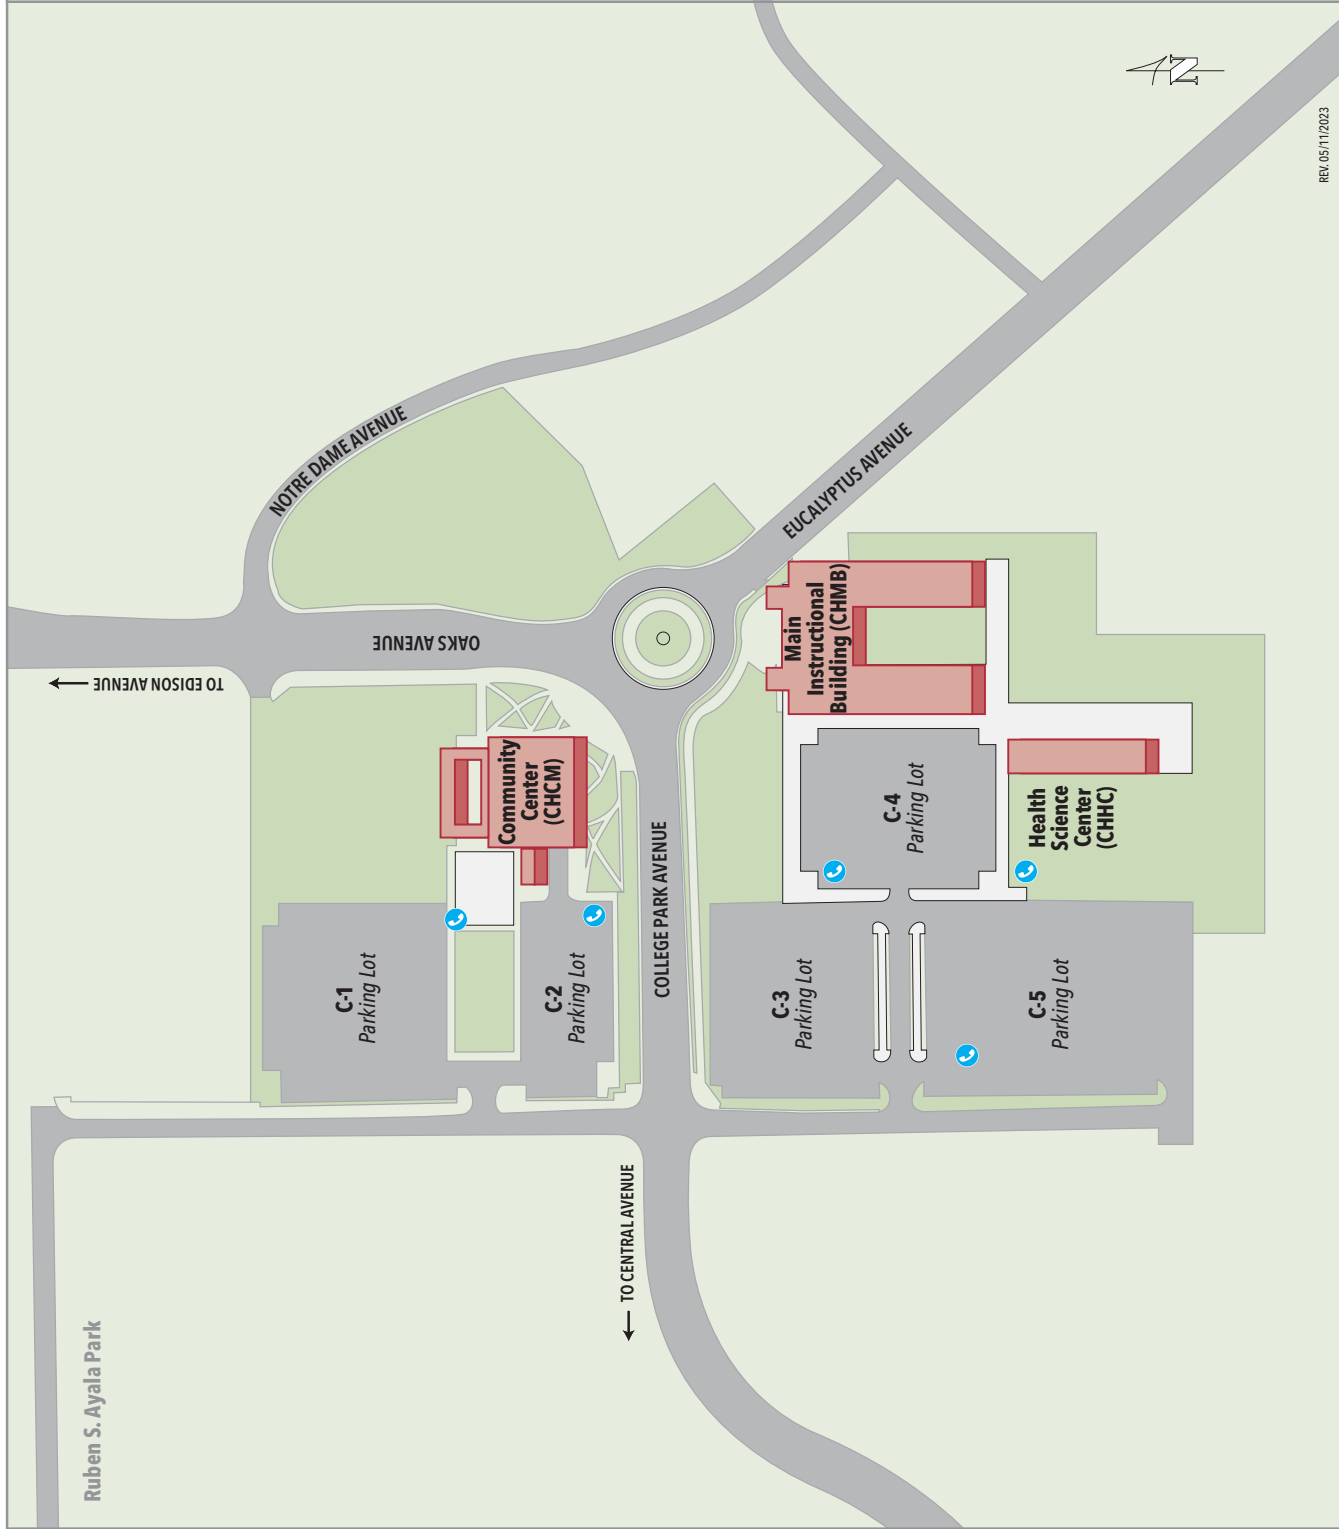 Ruben S. Ayala Park
TO EDISON AVENUE
OAKS AVENUE
NOTRE DAME AVENUE
EUCALYPTUS AVENUE
COLLEGE PARK AVENUE
TO CENTRAL AVENUE
Community
Center
(CHCM)
C-1
Parking Lot
C-2
Parking Lot
C-3
Parking Lot
C-4
Parking Lot
C-5
Parking Lot
Main
Instructional
Building (CHMB)
Health
Science
Center
(CHHC)
N
REV. 05/11/2023